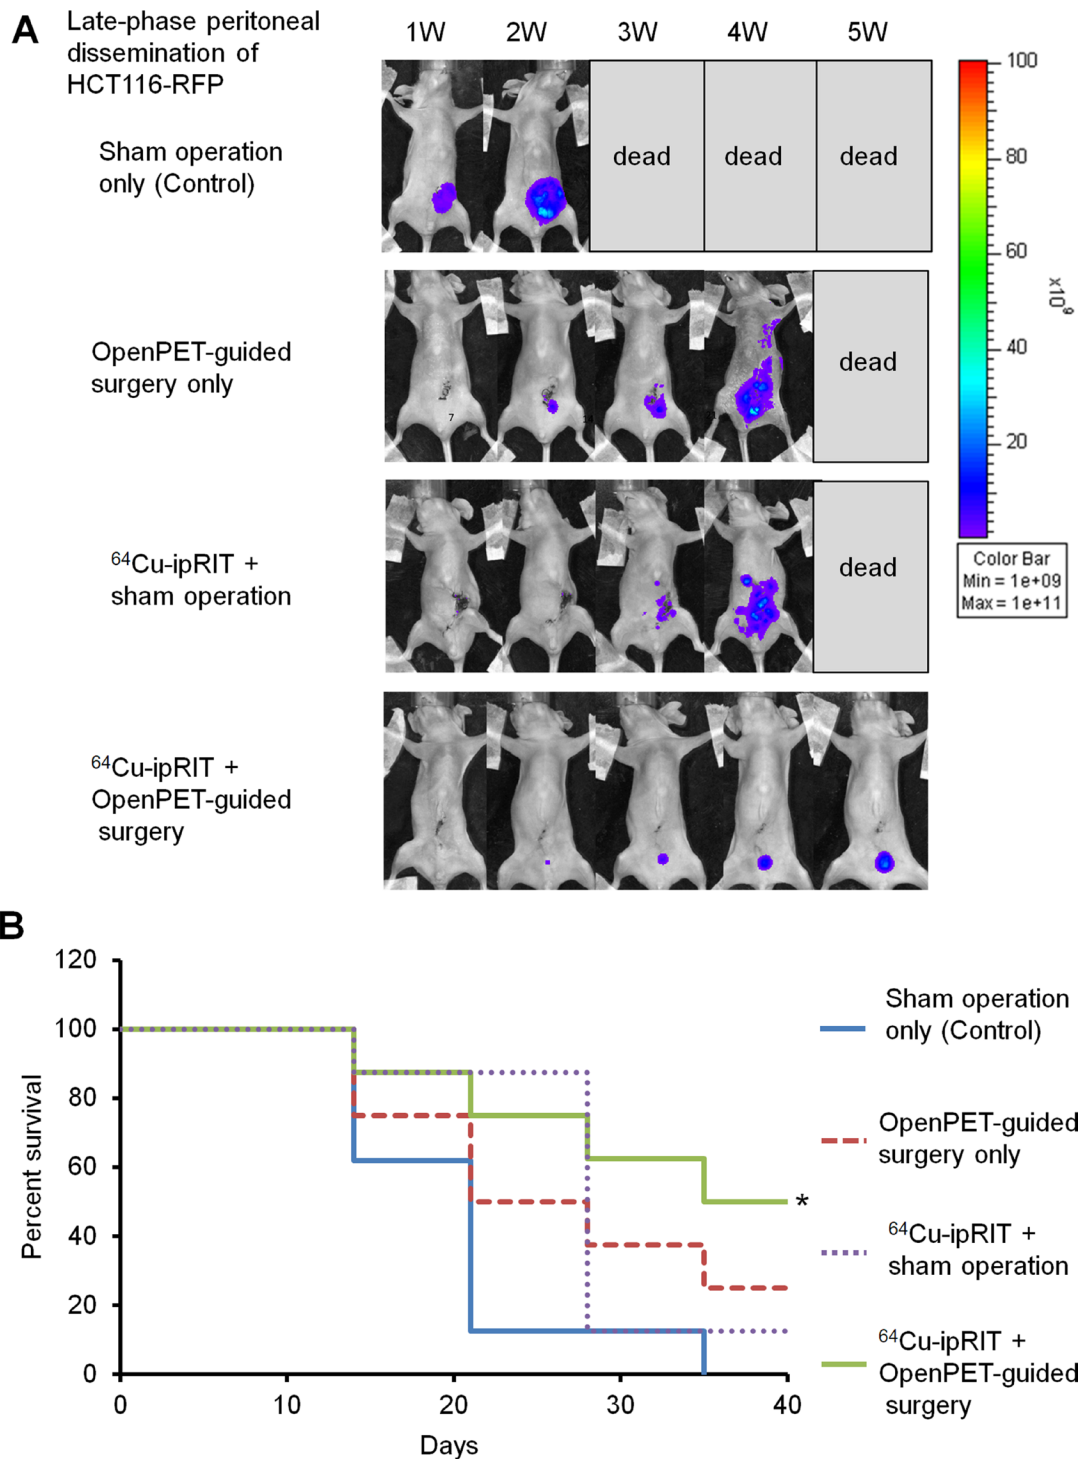 A
Late-phase peritoneal
dissemination of
HCT116-RFP
1W 2W 3W 4W 5W
Sham operation
only (Control)
dead dead dead
OpenPET-guided
surgery only
7
dead
64Cu-ipRIT +
sham operation
dead
64Cu-ipRIT +
OpenPET-guided
surgery
100
80
60
40
20
x10^9
Color Bar
Min = 1e+09
Max = 1e+11
B
Percent survival
120
100
80
60
40
20
0
0 10 20 30 40
Days
*
Sham operation
only (Control)
OpenPET-guided
surgery only
64Cu-ipRIT +
sham operation
64Cu-ipRIT +
OpenPET-guided
surgery